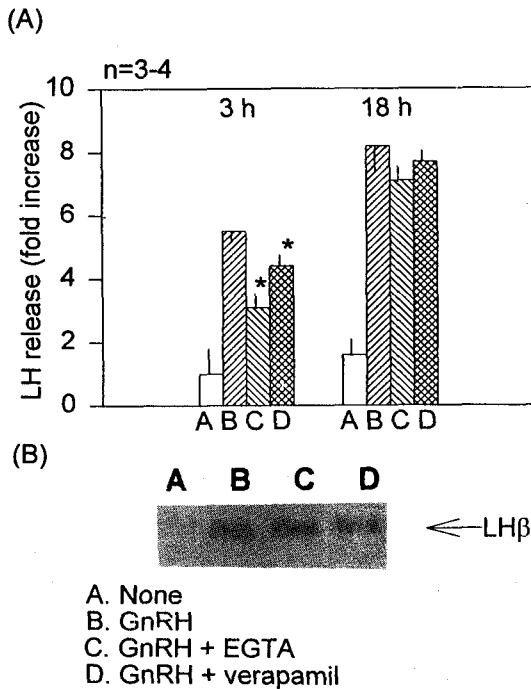 (A)
n=3-4
3 h
18 h
10
8
6
4
2
0
LH release (fold increase)
*
*
A B C D
A B C D
(B)
A B C D
LHβ
A. None
B. GnRH
C. GnRH + EGTA
D. GnRH + verapamil